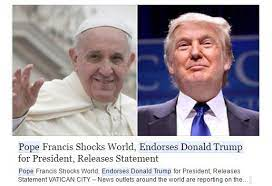 Pope Francis Shocks World, Endorses Donald Trump
for President, Releases Statement
Pope Francis Shocks World, Endorses Donald Trump for President, Releases
Statement VATICAN CITY – News outlets around the world are reporting on the...